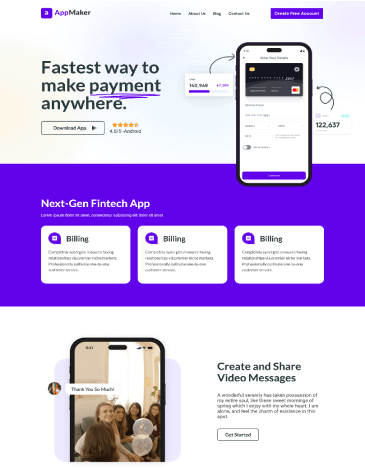 a AppMaker
Home About Us Blog Contact Us
Create Free Account
Fastest way to
make payment
anywhere.
Download App
4.5/5 -Android
140,948
122,637
Continue
Next-Gen Fintech App
Lorem ipsum dolor sit amet, consectetur adipiscing elit dolor sit amet
Billing
Completely synergize resource taxing
relationships via premier niche markets.
Professionally cultivate one-to-one
customer service.
Billing
Completely synergize resource taxing
relationships via premier niche markets.
Professionally cultivate one-to-one
customer service.
Billing
Completely synergize resource taxing
relationships via premier niche markets.
Professionally cultivate one-to-one
customer service.
Thank You So Much!
Create and Share
Video Messages
A wonderful serenity has taken possession of
my entire soul, like these sweet mornings of
spring which I enjoy with my whole heart. I am
alone, and feel the charm of existence in this
spot.
Get Started